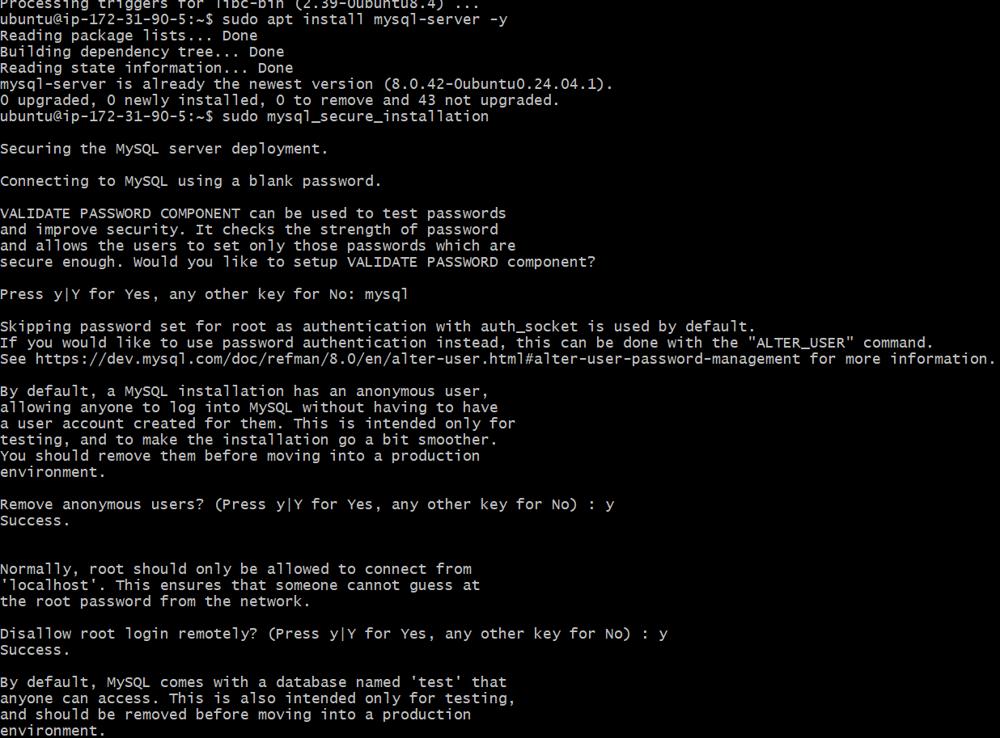 Processing triggers for libc-bin (2.39-0ubuntu8.4) ...
ubuntu@ip-172-31-90-5:~$ sudo apt install mysql-server -y
Reading package lists... Done
Building dependency tree... Done
Reading state information... Done
mysql-server is already the newest version (8.0.42-0ubuntu0.24.04.1).
0 upgraded, 0 newly installed, 0 to remove and 43 not upgraded.
ubuntu@ip-172-31-90-5:~$ sudo mysql_secure_installation
Securing the MySQL server deployment.
Connecting to MySQL using a blank password.
VALIDATE PASSWORD COMPONENT can be used to test passwords
and improve security. It checks the strength of password
and allows the users to set only those passwords which are
secure enough. Would you like to setup VALIDATE PASSWORD component?
Press y|Y for Yes, any other key for No: mysql
Skipping password set for root as authentication with auth_socket is used by default.
If you would like to use password authentication instead, this can be done with the "ALTER_USER" command.
See https://dev.mysql.com/doc/refman/8.0/en/alter-user.html#alter-user-password-management for more information.
By default, a MySQL installation has an anonymous user,
allowing anyone to log into MySQL without having to have
a user account created for them. This is intended only for
testing, and to make the installation go a bit smoother.
You should remove them before moving into a production
environment.
Remove anonymous users? (Press y|Y for Yes, any other key for No) : y
Success.
Normally, root should only be allowed to connect from
'localhost'. This ensures that someone cannot guess at
the root password from the network.
Disallow root login remotely? (Press y|Y for Yes, any other key for No) : y
Success.
By default, MySQL comes with a database named 'test' that
anyone can access. This is also intended only for testing,
and should be removed before moving into a production
environment.